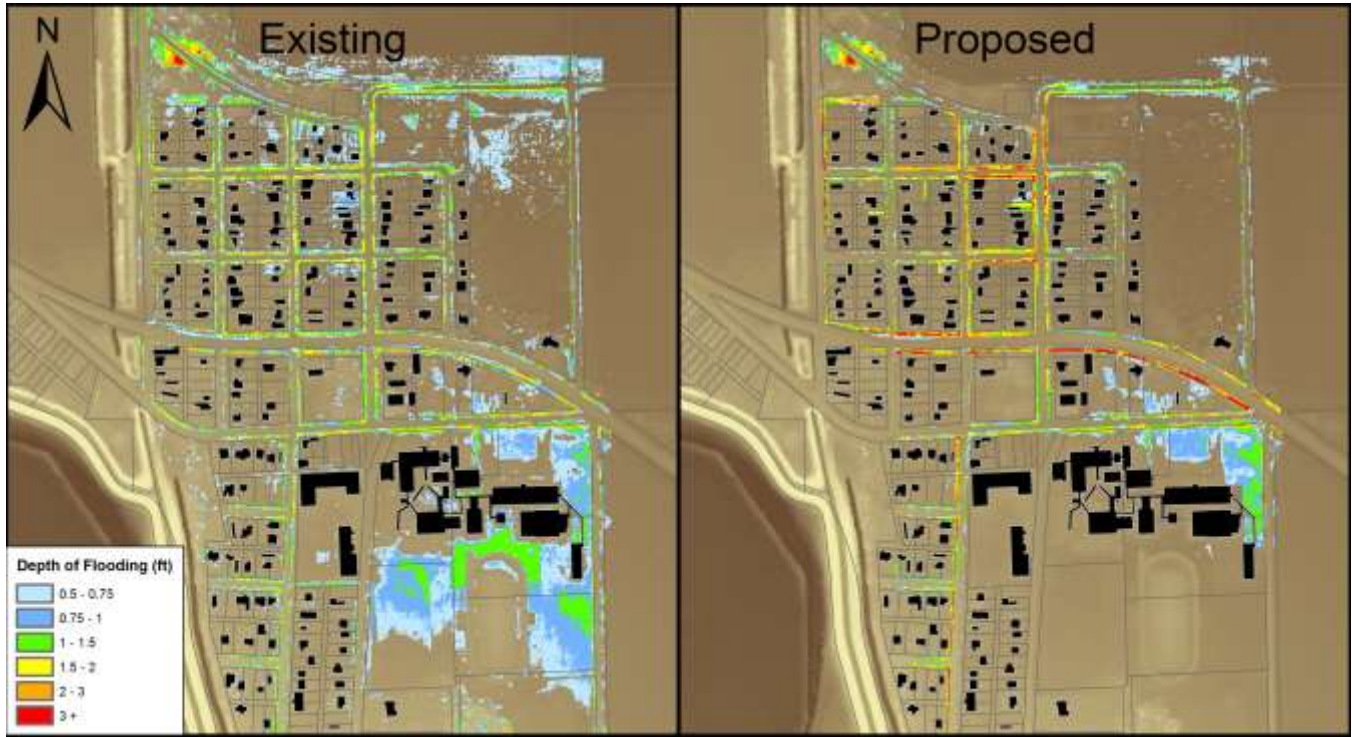 N
Existing
Proposed
Depth of Flooding (ft)
0.5 - 0.75
0.75 - 1
1 - 1.5
1.5 - 2
2 - 3
3 +